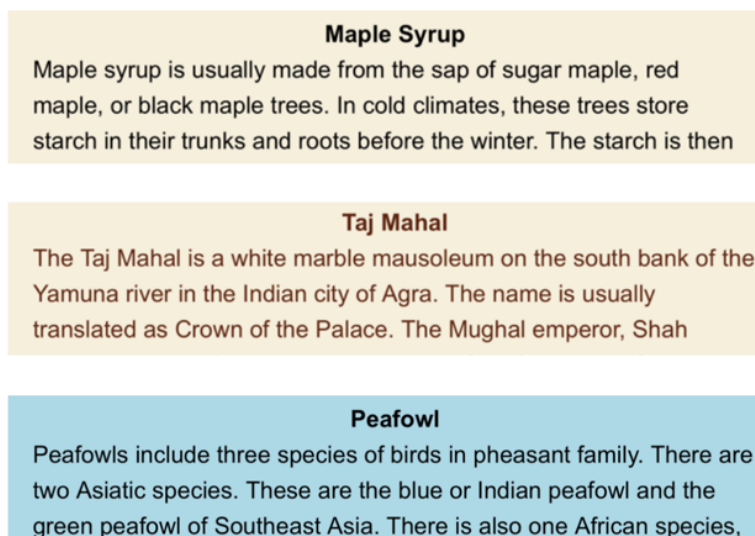 Maple Syrup
Maple syrup is usually made from the sap of sugar maple, red
maple, or black maple trees. In cold climates, these trees store
starch in their trunks and roots before the winter. The starch is then
Taj Mahal
The Taj Mahal is a white marble mausoleum on the south bank of the
Yamuna river in the Indian city of Agra. The name is usually
translated as Crown of the Palace. The Mughal emperor, Shah
Peafowl
Peafowls include three species of birds in pheasant family. There are
two Asiatic species. These are the blue or Indian peafowl and the
green peafowl of Southeast Asia. There is also one African species,